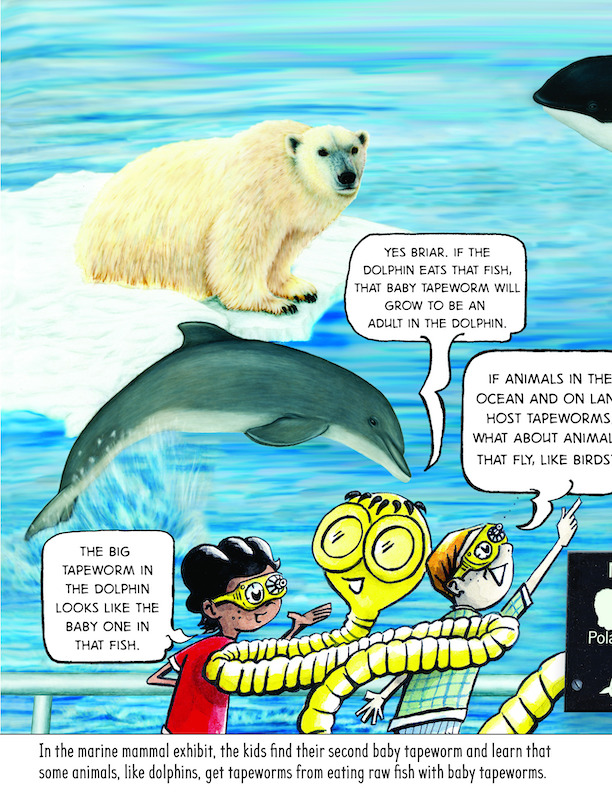 YES BRIAR. IF THE
DOLPHIN EATS THAT FISH,
THAT BABY TAPEWORM WILL
GROW TO BE AN
ADULT IN THE DOLPHIN.
IF ANIMALS IN THE
OCEAN AND ON LAN
HOST TAPEWORMS
WHAT ABOUT ANIMAL
THAT FLY, LIKE BIRDS
THE BIG
TAPEWORM IN
THE DOLPHIN
LOOKS LIKE THE
BABY ONE IN
THAT FISH.
Pola
In the marine mammal exhibit, the kids find their second baby tapeworm and learn that
some animals, like dolphins, get tapeworms from eating raw fish with baby tapeworms.